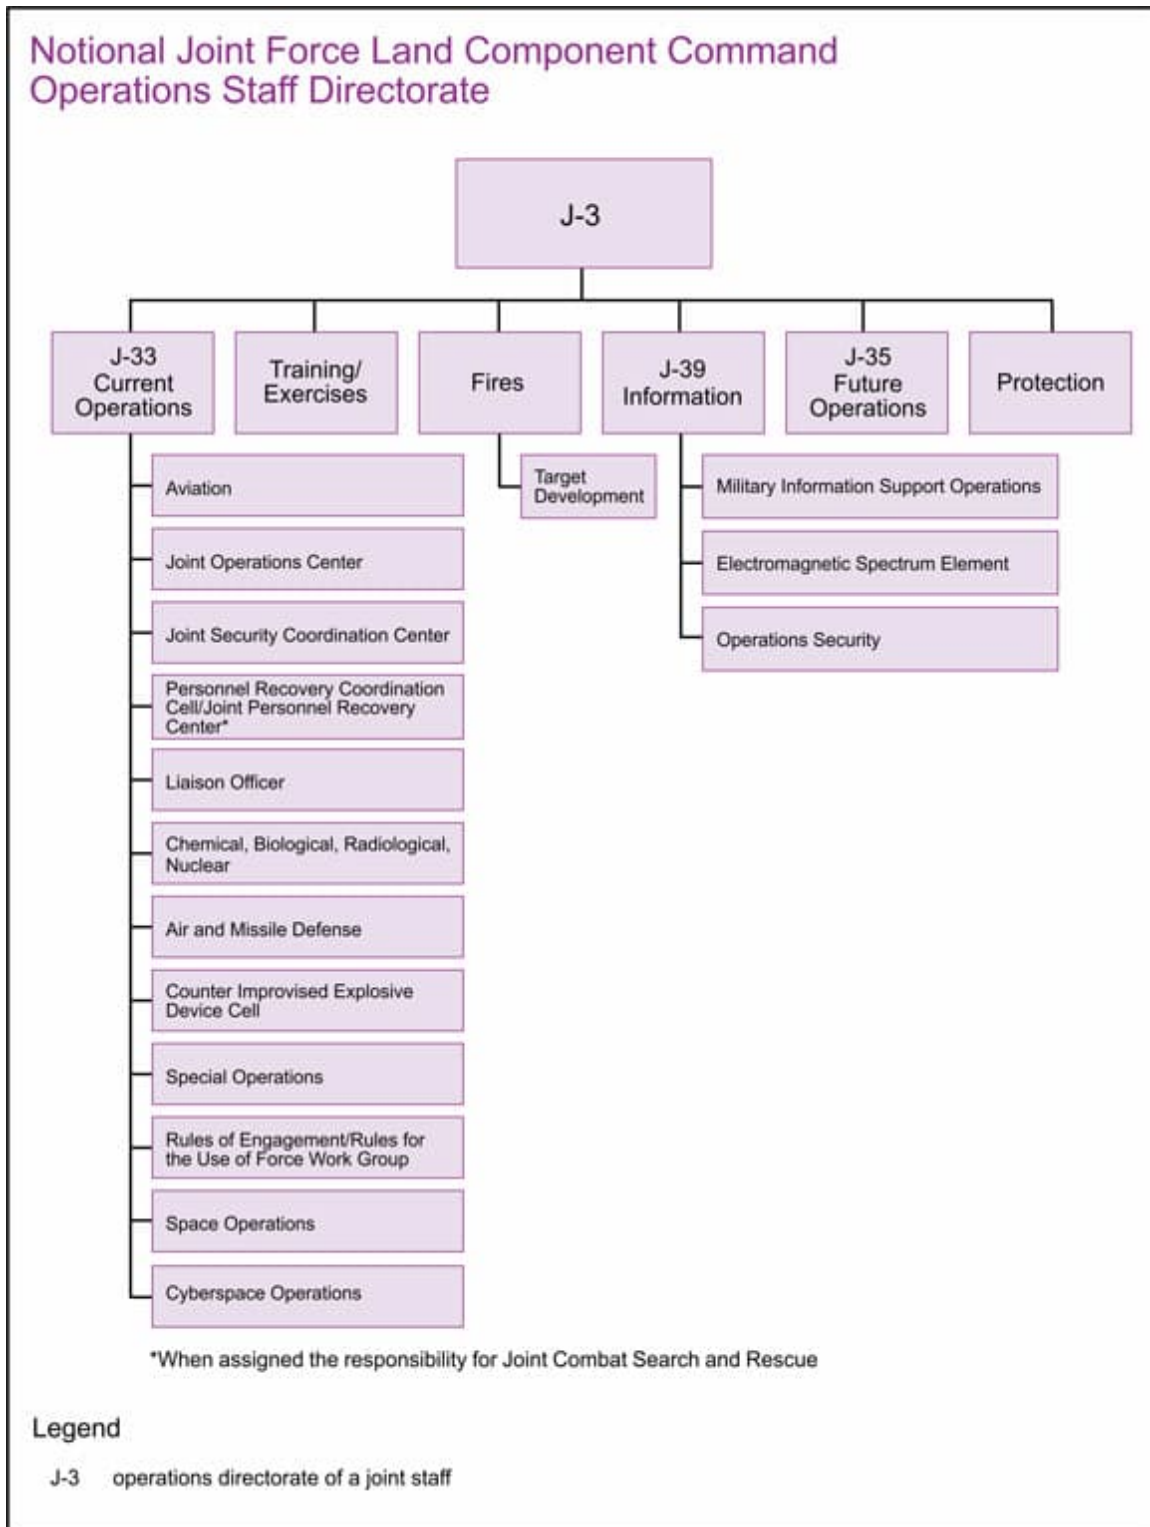 Notional Joint Force Land Component Command
Operations Staff Directorate
J-3
J-33
Current
Operations
Training/
Exercises
Fires
J-39
Information
J-35
Future
Operations
Protection
Aviation
Joint Operations Center
Joint Security Coordination Center
Personnel Recovery Coordination
Cell/Joint Personnel Recovery
Center*
Liaison Officer
Chemical, Biological, Radiological,
Nuclear
Air and Missile Defense
Counter Improvised Explosive
Device Cell
Special Operations
Rules of Engagement/Rules for
the Use of Force Work Group
Space Operations
Cyberspace Operations
Target
Development
Military Information Support Operations
Electromagnetic Spectrum Element
Operations Security
*When assigned the responsibility for Joint Combat Search and Rescue
Legend
J-3 operations directorate of a joint staff